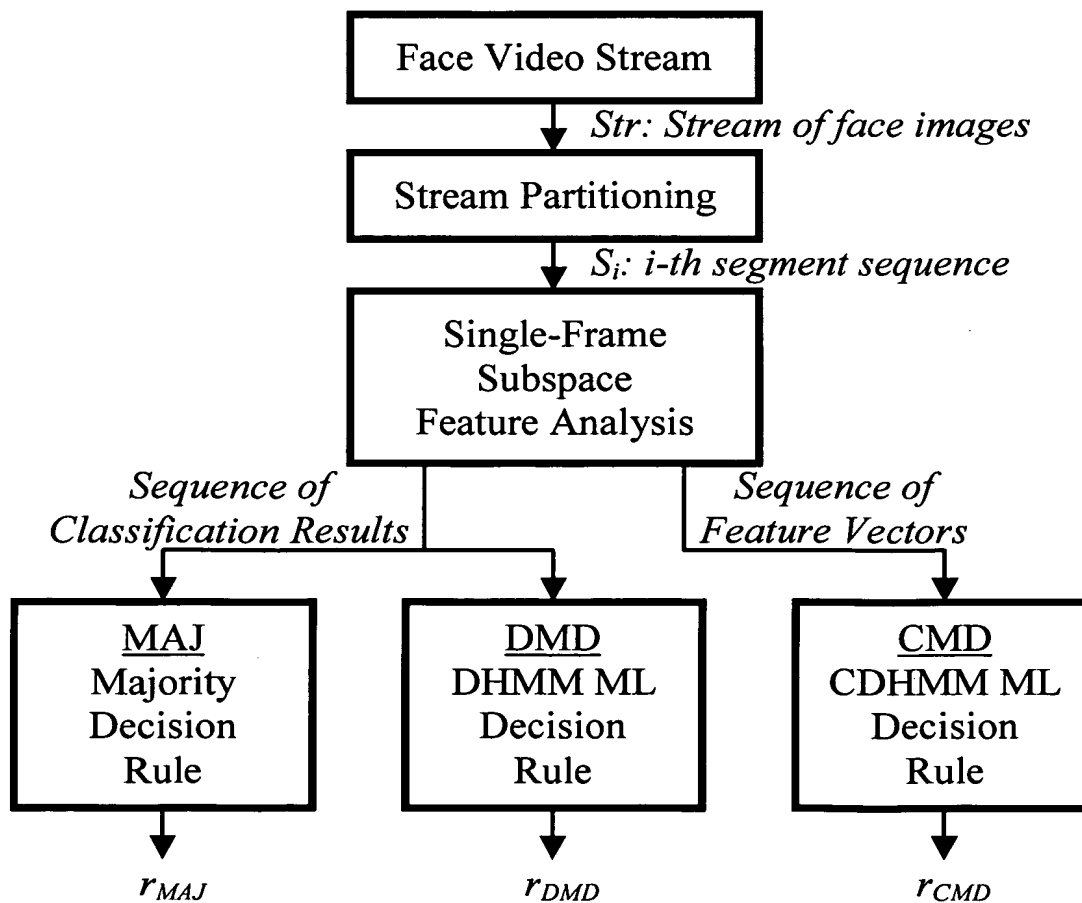 Face Video Stream
Str: Stream of face images
Stream Partitioning
Si: i-th segment sequence
Single-Frame
Subspace
Feature Analysis
Sequence of
Classification Results
Sequence of
Feature Vectors
MAJ
Majority
Decision
Rule
DMD
DHMM ML
Decision
Rule
CMD
CDHMM ML
Decision
Rule
rMAJ
rDMD
rCMD